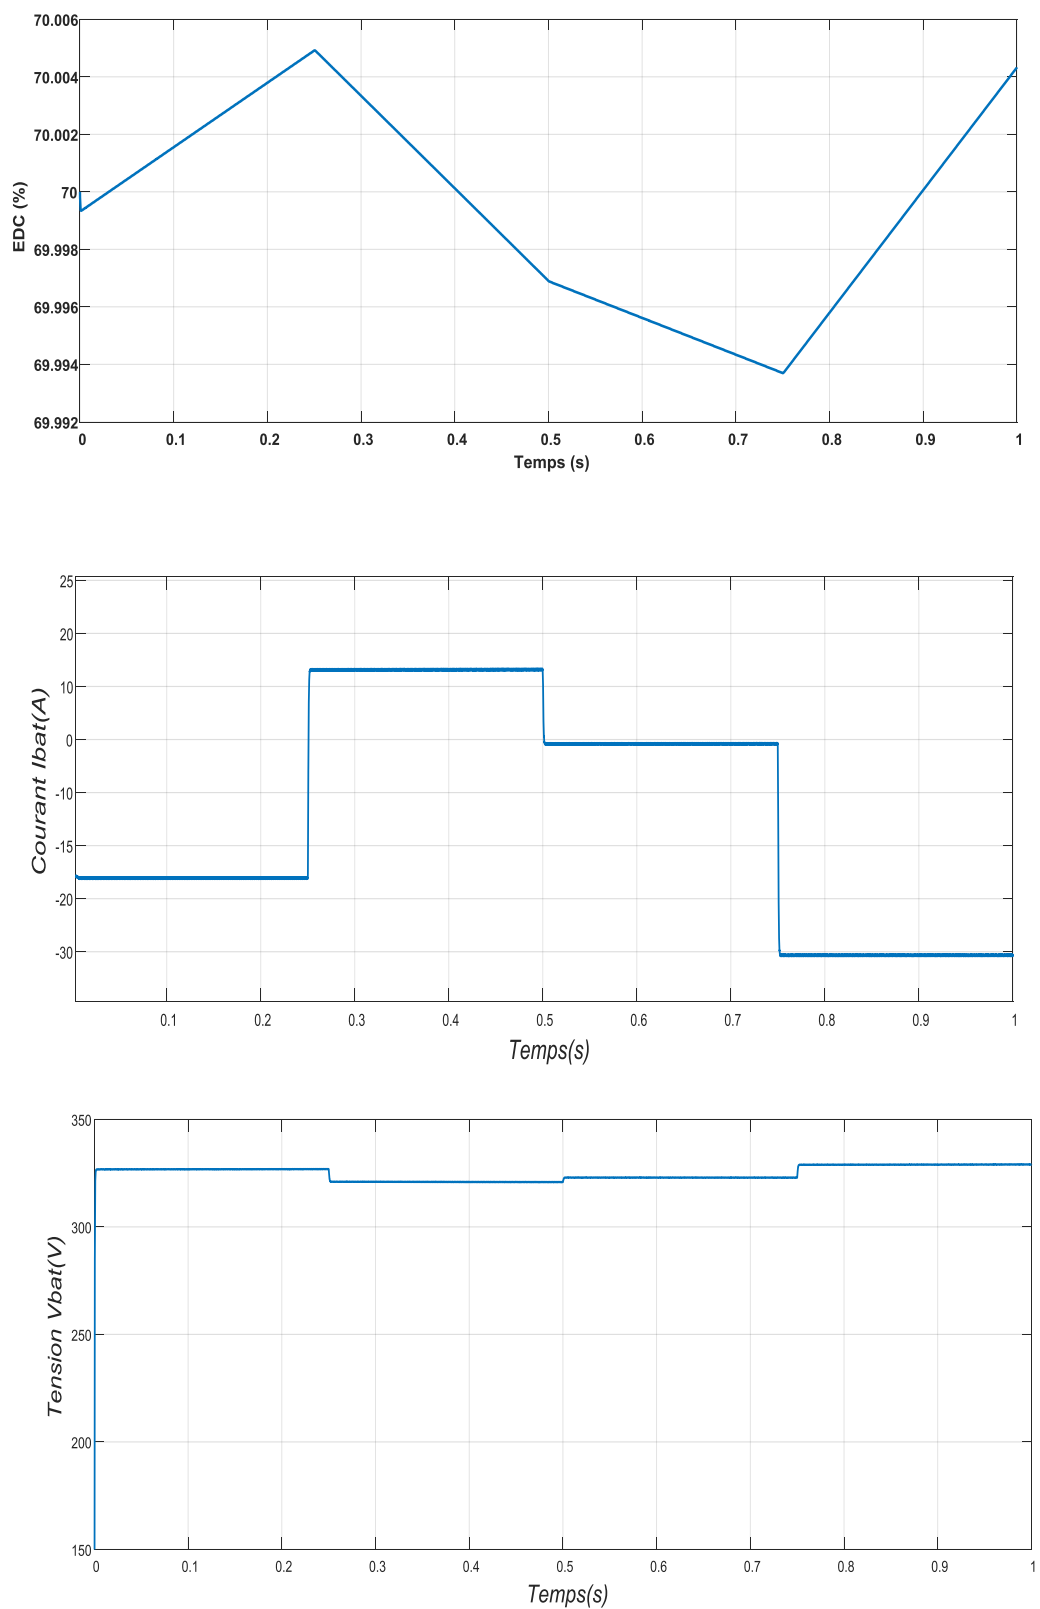 70.006
70.004
70.002
70
69.998
69.996
69.994
69.992
EDC (%)
0 0.1 0.2 0.3 0.4 0.5 0.6 0.7 0.8 0.9 1
Temps (s)
25
20
10
0
-10
-15
-20
-30
Courant Ibat(A)
0.1 0.2 0.3 0.4 0.5 0.6 0.7 0.8 0.9 1
Temps(s)
350
300
250
200
150
Tension Vbat(V)
0 0.1 0.2 0.3 0.4 0.5 0.6 0.7 0.8 0.9 1
Temps(s)